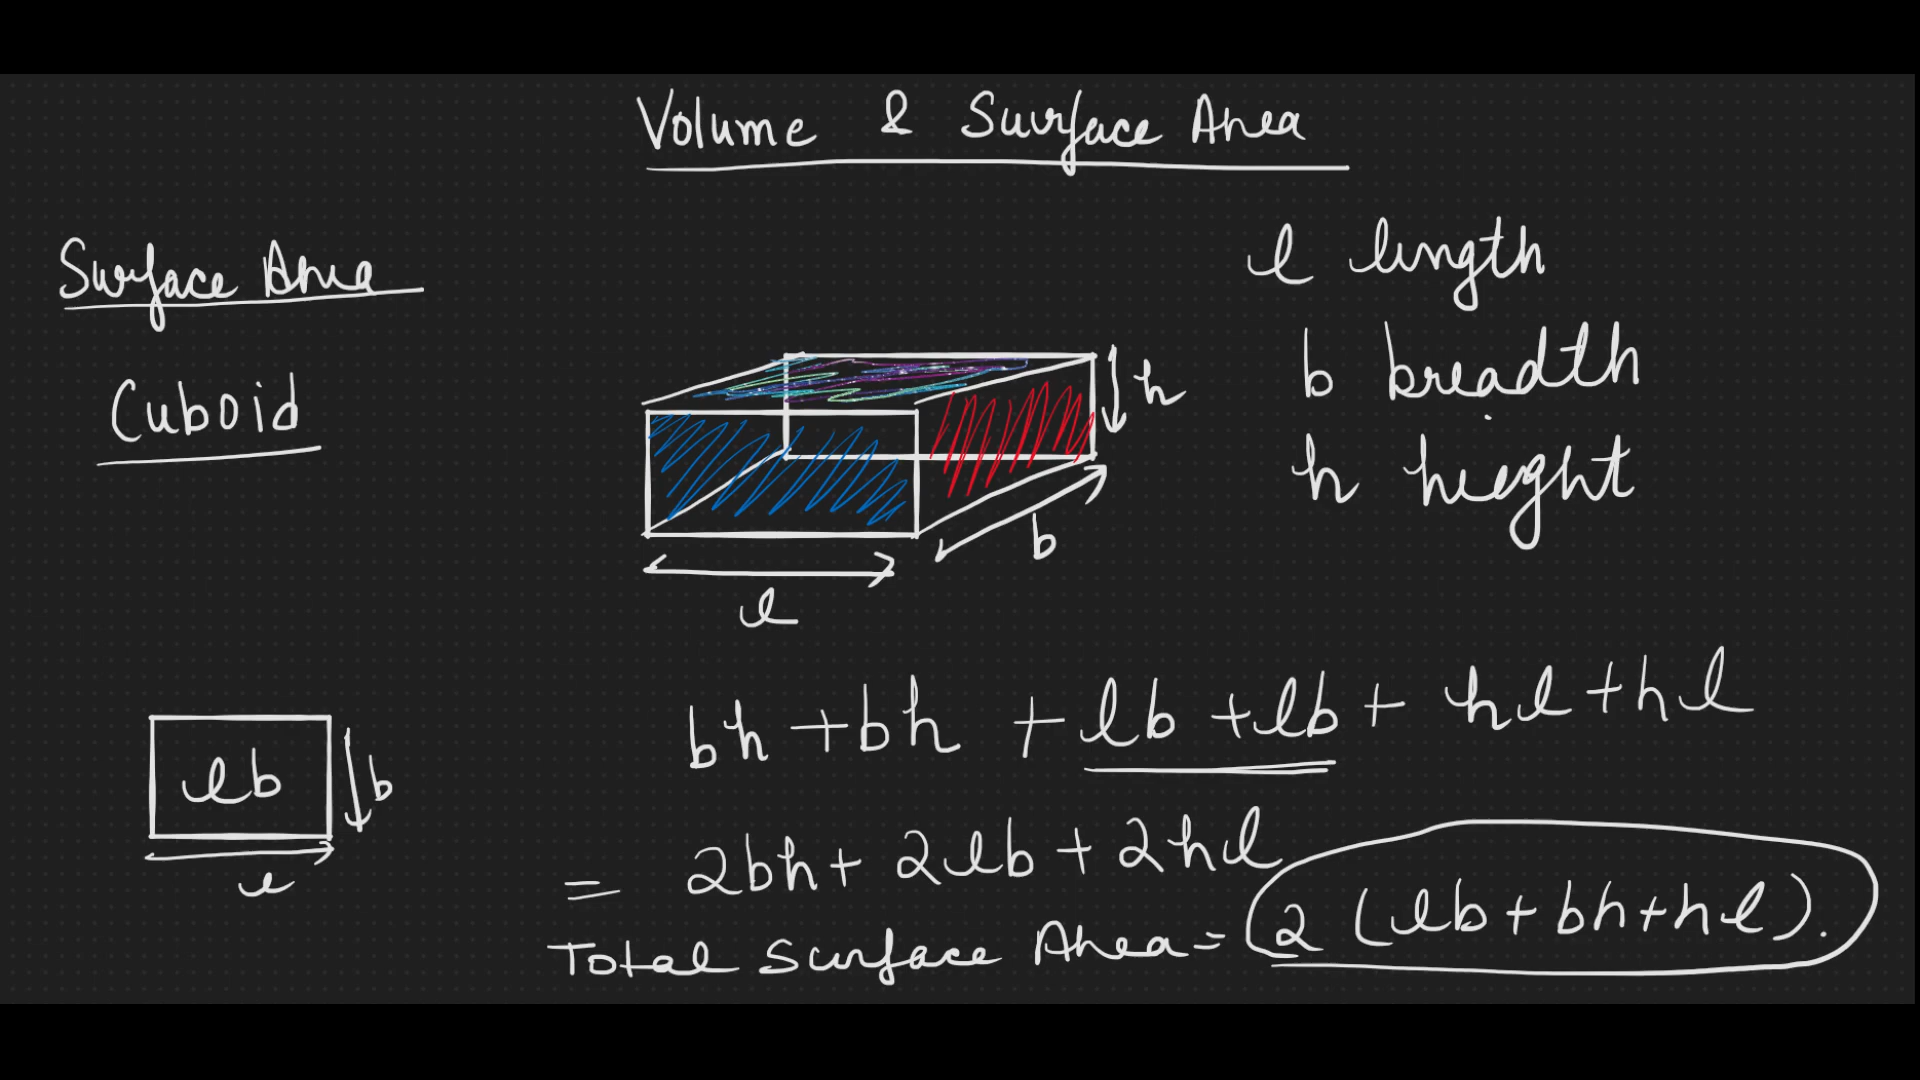 Volume & Surface Area
Surface Area
l length
b breadth
Cuboid
h
h hieght
b
l
bh + bh + lb + lb + hl + hl
lb
b
l
= 2bh + 2lb + 2hl
Total Surface Area = 2 (lb + bh + hl).